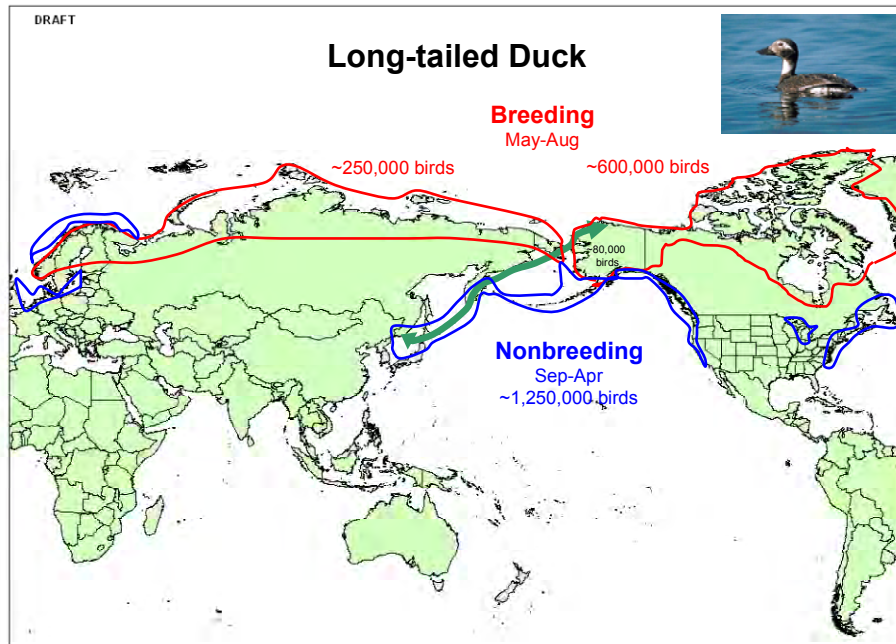 DRAFT
Long-tailed Duck
Breeding
May-Aug
~250,000 birds
~600,000 birds
~80,000
birds
Nonbreeding
Sep-Apr
~1,250,000 birds